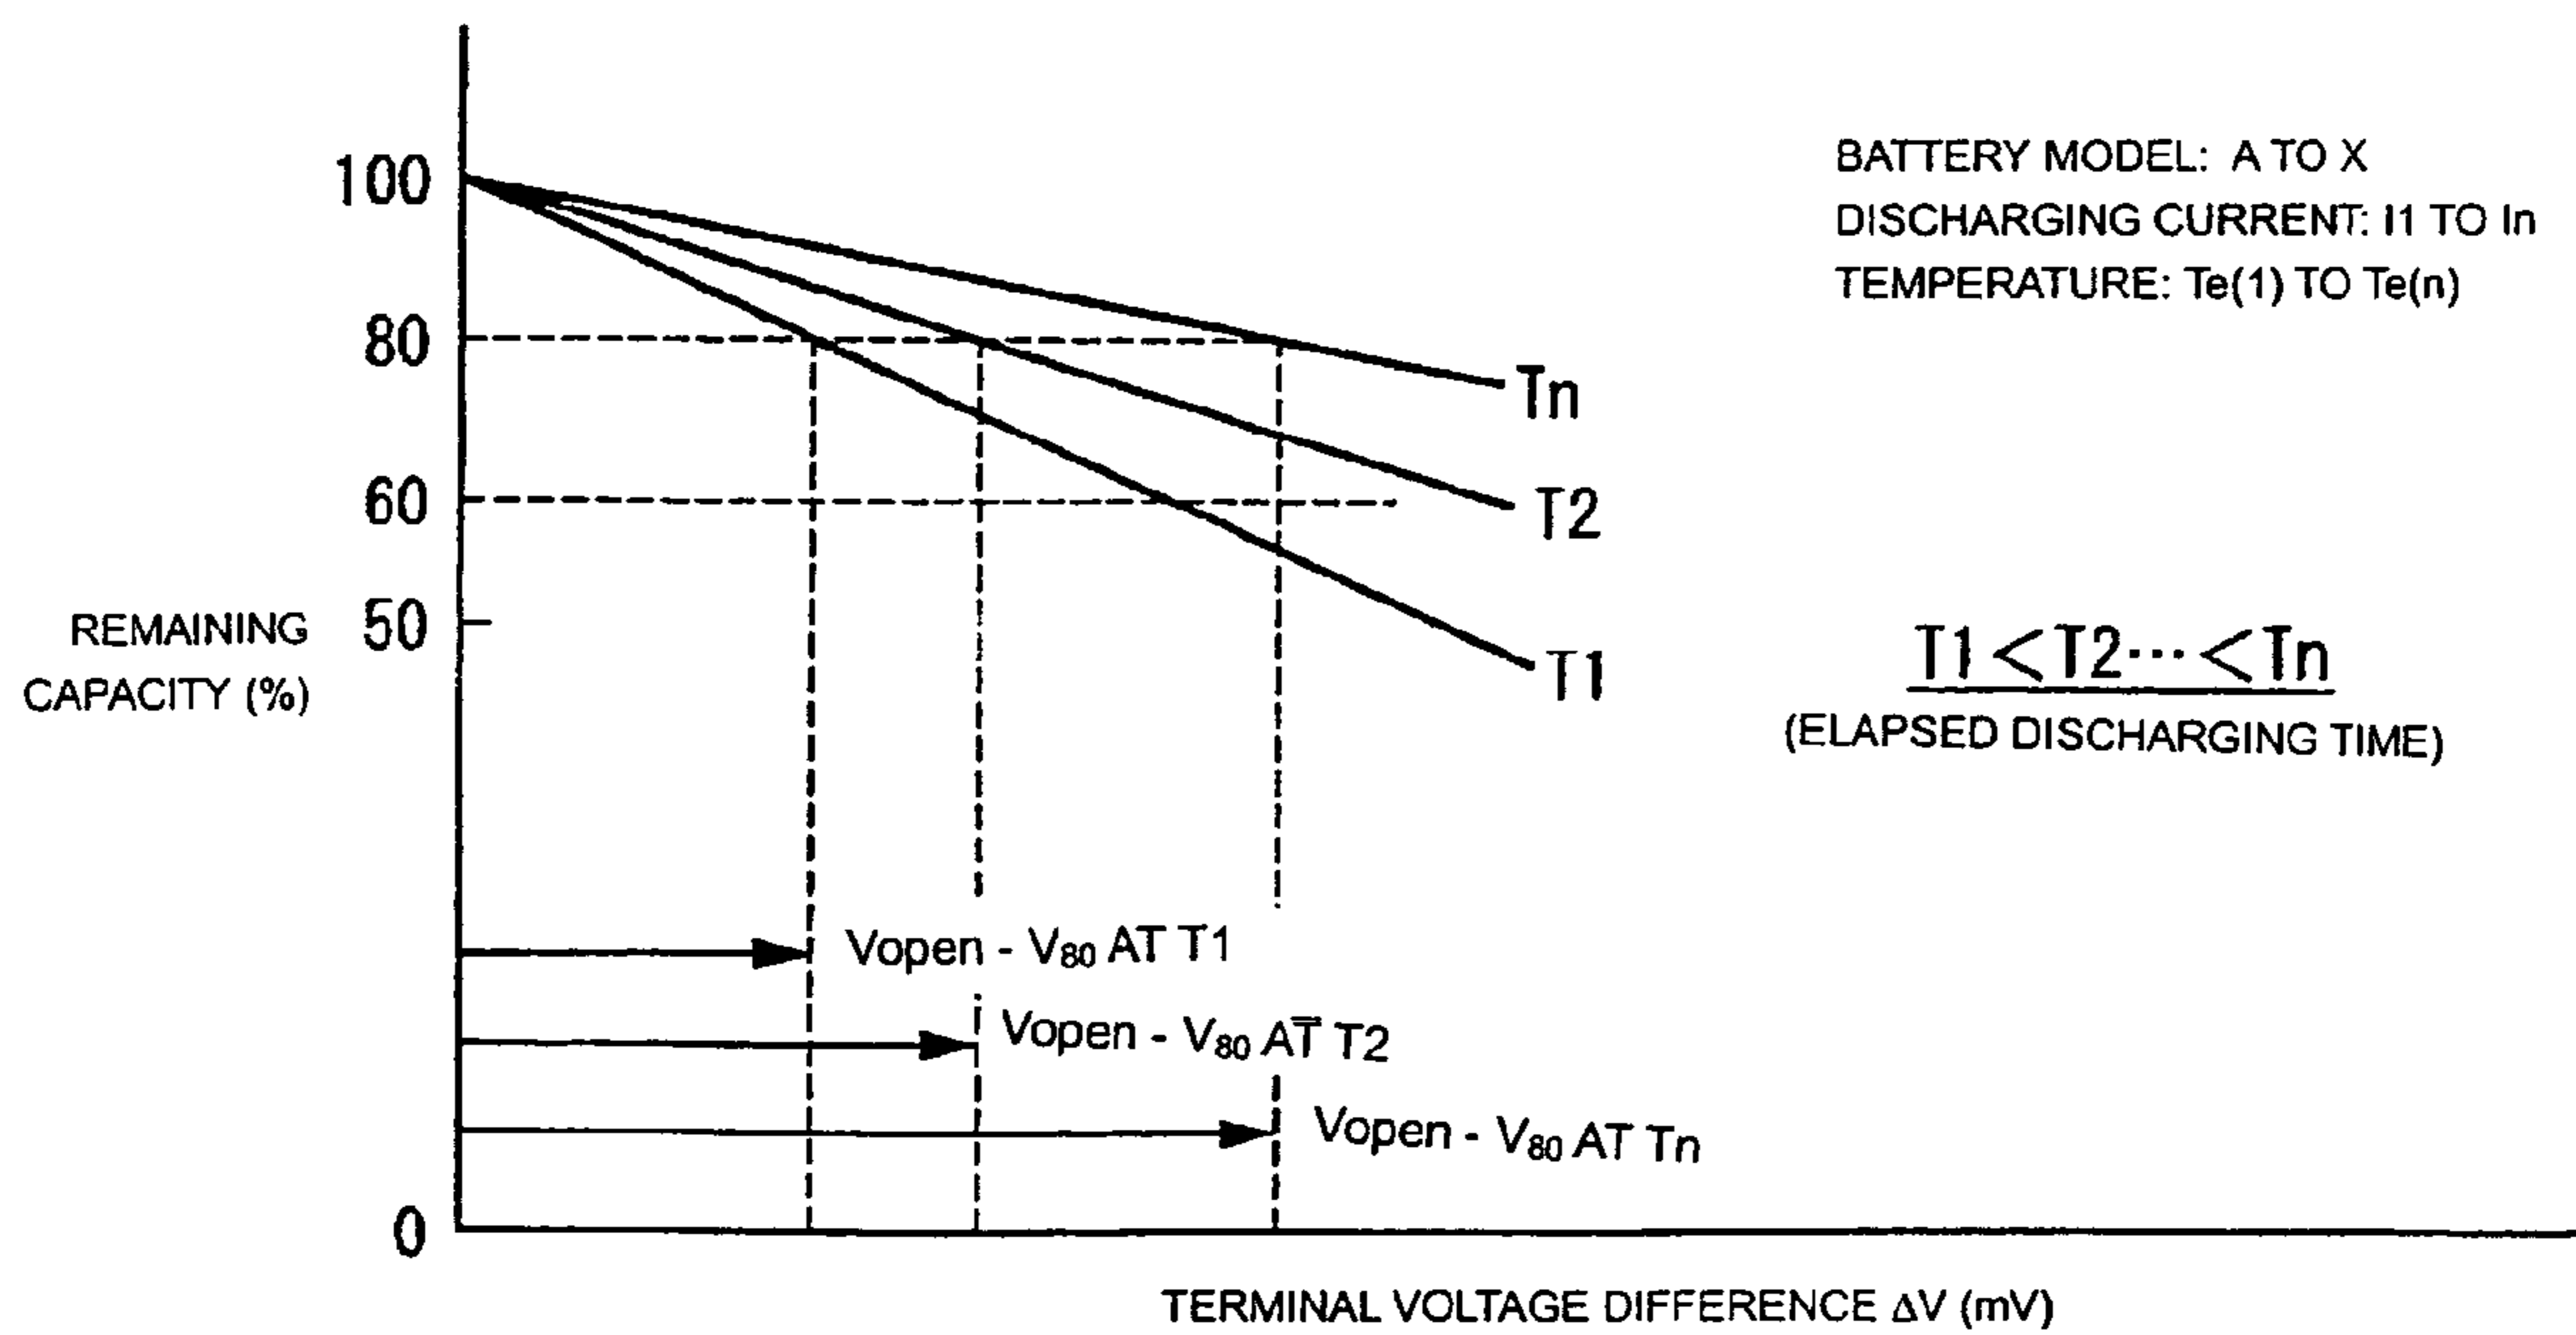 100
80
60
50
0
REMAINING
CAPACITY (%)
BATTERY MODEL: A TO X
DISCHARGING CURRENT: I1 TO In
TEMPERATURE: Te(1) TO Te(n)
Tn
T2
T1
T1<T2⋯<Tn
(ELAPSED DISCHARGING TIME)
Vopen - V₈₀ AT T1
Vopen - V₈₀ AT T2
Vopen - V₈₀ AT Tn
TERMINAL VOLTAGE DIFFERENCE ΔV (mV)